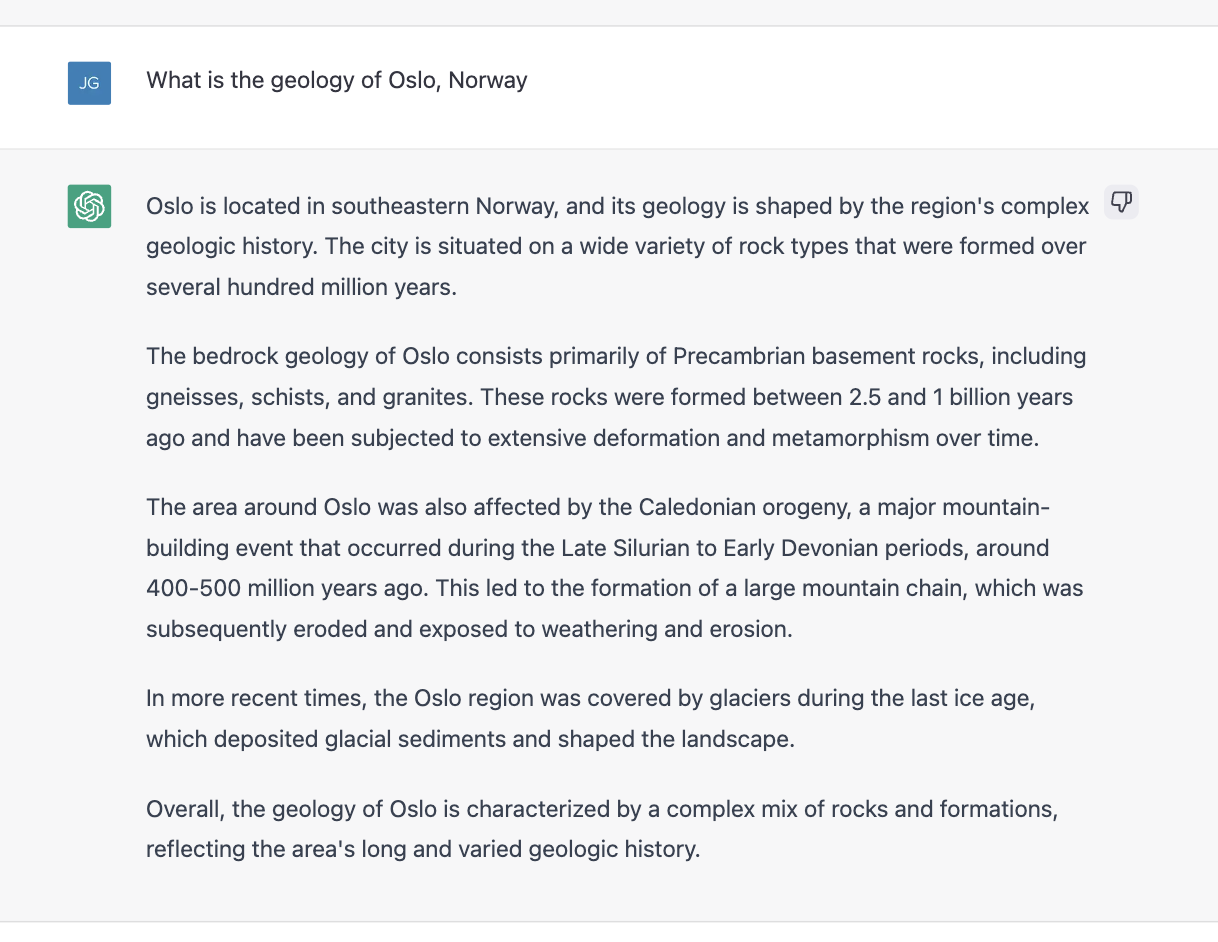 JG
What is the geology of Oslo, Norway
Oslo is located in southeastern Norway, and its geology is shaped by the region's complex
geologic history. The city is situated on a wide variety of rock types that were formed over
several hundred million years.
The bedrock geology of Oslo consists primarily of Precambrian basement rocks, including
gneisses, schists, and granites. These rocks were formed between 2.5 and 1 billion years
ago and have been subjected to extensive deformation and metamorphism over time.
The area around Oslo was also affected by the Caledonian orogeny, a major mountain-
building event that occurred during the Late Silurian to Early Devonian periods, around
400-500 million years ago. This led to the formation of a large mountain chain, which was
subsequently eroded and exposed to weathering and erosion.
In more recent times, the Oslo region was covered by glaciers during the last ice age,
which deposited glacial sediments and shaped the landscape.
Overall, the geology of Oslo is characterized by a complex mix of rocks and formations,
reflecting the area's long and varied geologic history.